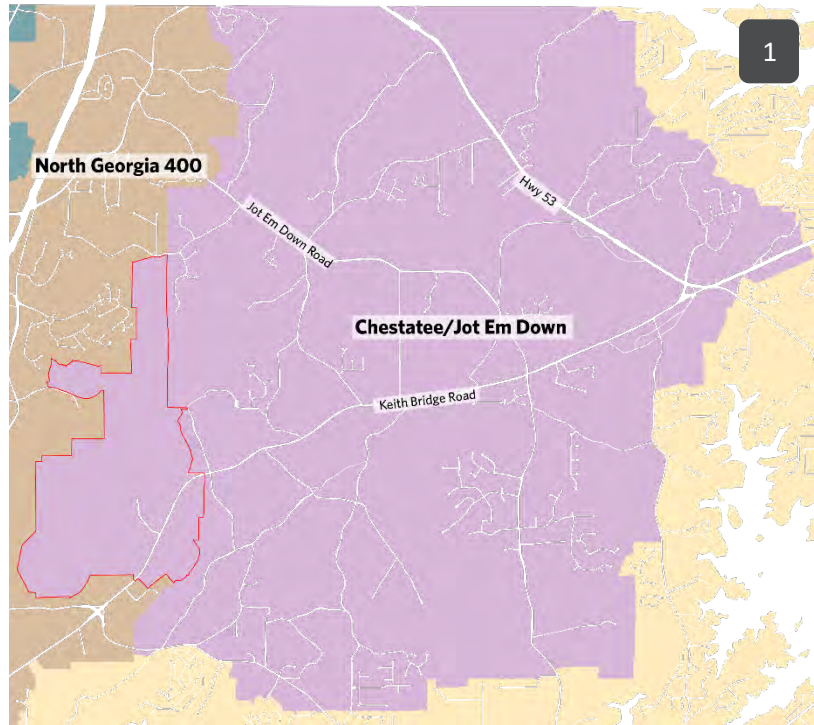 1
North Georgia 400
Hwy 53
Jot Em Down Road
Chestatee/Jot Em Down
Keith Bridge Road